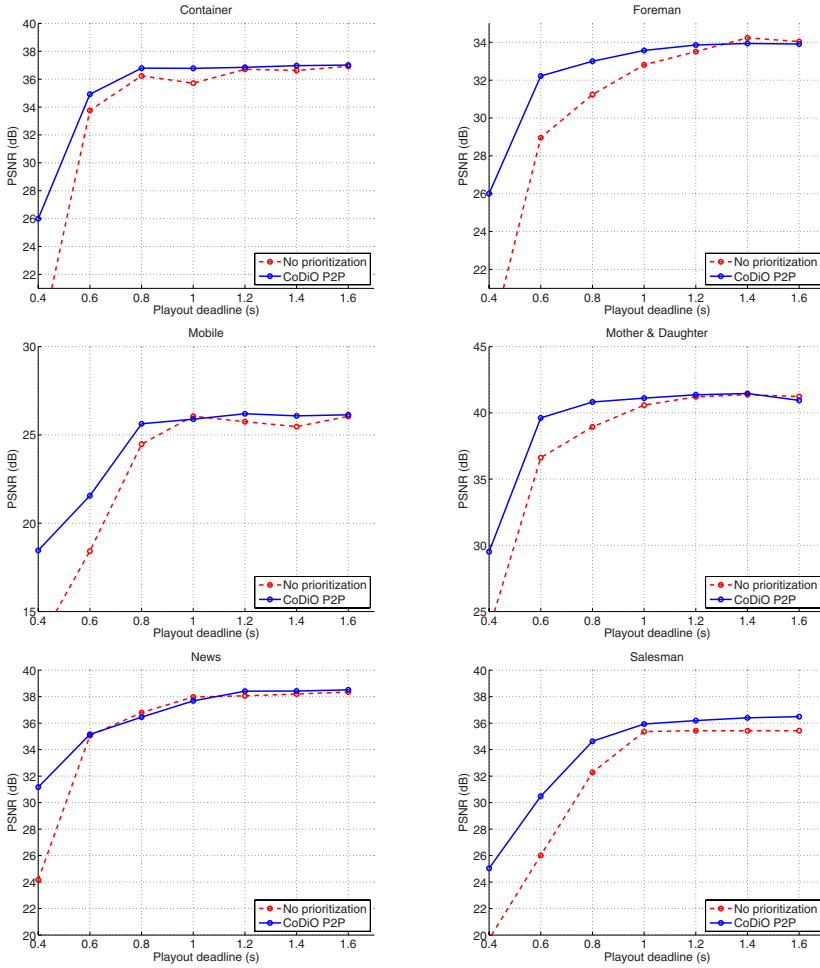 Container
40
38
36
34
32
30
28
26
24
22
PSNR (dB)
0.4 0.6 0.8 1 1.2 1.4 1.6
Playout deadline (s)
No prioritization
CoDiO P2P
Foreman
34
32
30
28
26
24
22
PSNR (dB)
0.4 0.6 0.8 1 1.2 1.4 1.6
Playout deadline (s)
No prioritization
CoDiO P2P
Mobile
30
25
20
15
PSNR (dB)
0.4 0.6 0.8 1 1.2 1.4 1.6
Playout deadline (s)
No prioritization
CoDiO P2P
Mother & Daughter
45
40
35
30
25
PSNR (dB)
0.4 0.6 0.8 1 1.2 1.4 1.6
Playout deadline (s)
No prioritization
CoDiO P2P
News
40
38
36
34
32
30
28
26
24
22
20
PSNR (dB)
0.4 0.6 0.8 1 1.2 1.4 1.6
Playout deadline (s)
No prioritization
CoDiO P2P
Salesman
40
38
36
34
32
30
28
26
24
22
20
PSNR (dB)
0.4 0.6 0.8 1 1.2 1.4 1.6
Playout deadline (s)
No prioritization
CoDiO P2P